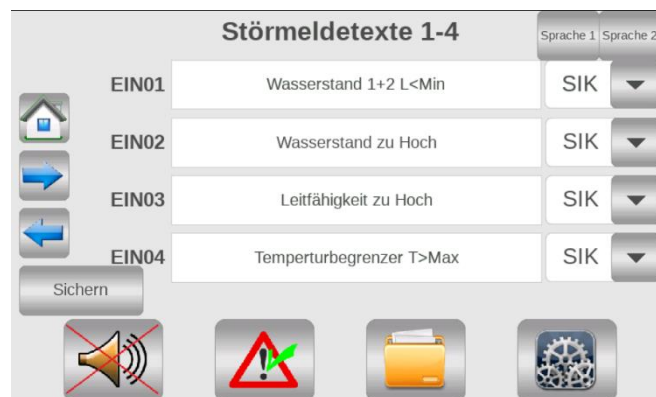 Störmeldetexte 1-4
Sprache 1 Sprache 2
EIN01 Wasserstand 1+2 L<Min SIK
EIN02 Wasserstand zu Hoch SIK
EIN03 Leitfähigkeit zu Hoch SIK
EIN04 Temperturbegrenzer T>Max SIK
Sichern